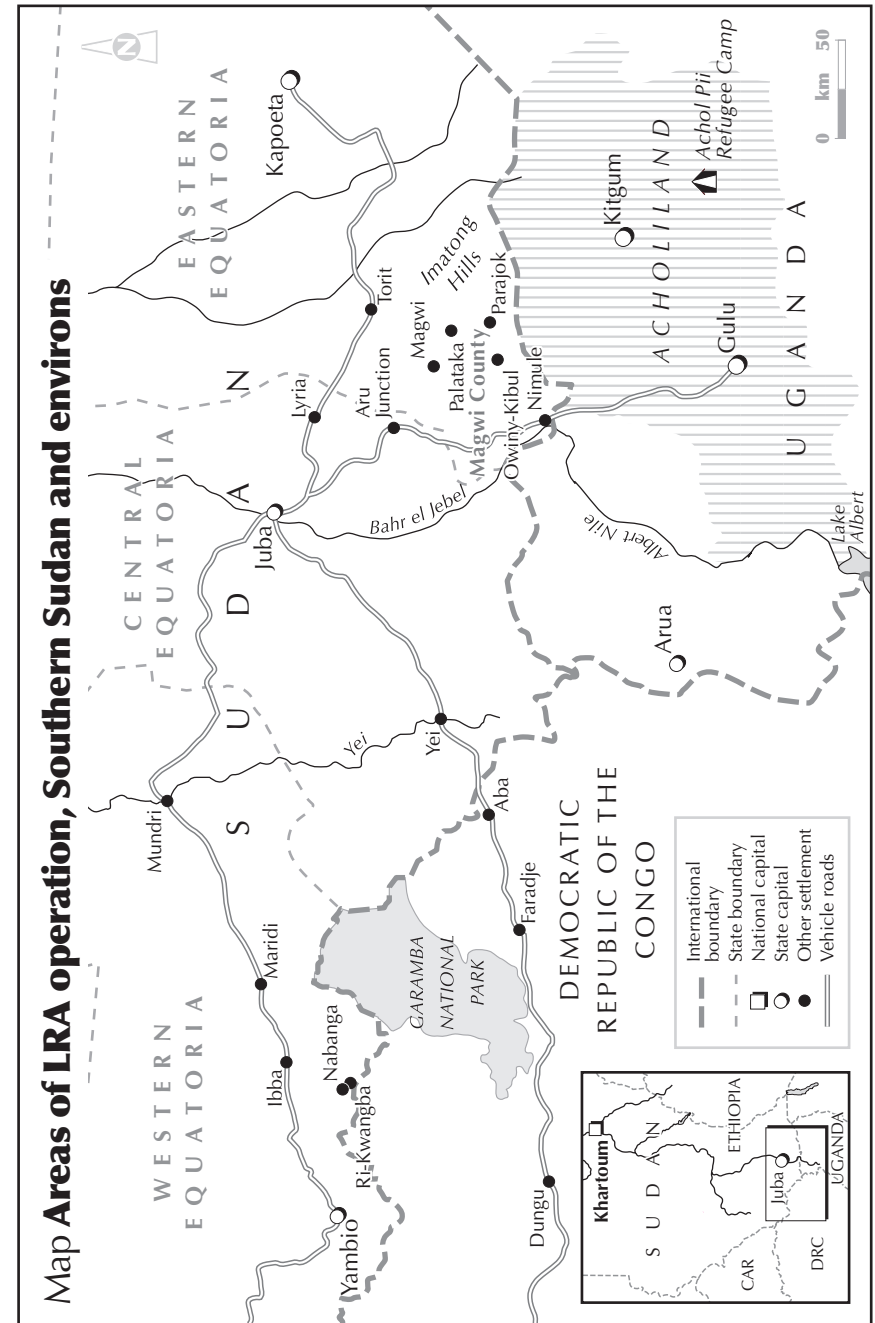 Map Areas of LRA operation, Southern Sudan and environs
N
WESTERN
EQUATORIA
CENTRAL
EQUATORIA
EASTERN
EQUATORIA
SUDAN
Mundri
Maridi
Ibba
Yambio
Nabanga
Ri-Kwangba
Yei
Yei
Juba
Bahr el Jebel
Lyria
Aru
Junction
Torit
Kapoeta
Imatong
Hills
Magwi
Palataka
Magwi County
Parajok
Owiny-Kibul
Nimule
GARAMBA
NATIONAL
PARK
Aba
Faradje
Dungu
DEMOCRATIC
REPUBLIC OF THE
CONGO
Arua
Albert Nile
Lake
Albert
ACHOLILAND
Kitgum
Gulu
Achol Pii
Refugee Camp
UGANDA
0 km 50
International
boundary
State boundary
National capital
State capital
Other settlement
Vehicle roads
Khartoum
SUDAN
ETHIOPIA
Juba
CAR
DRC
UGANDA